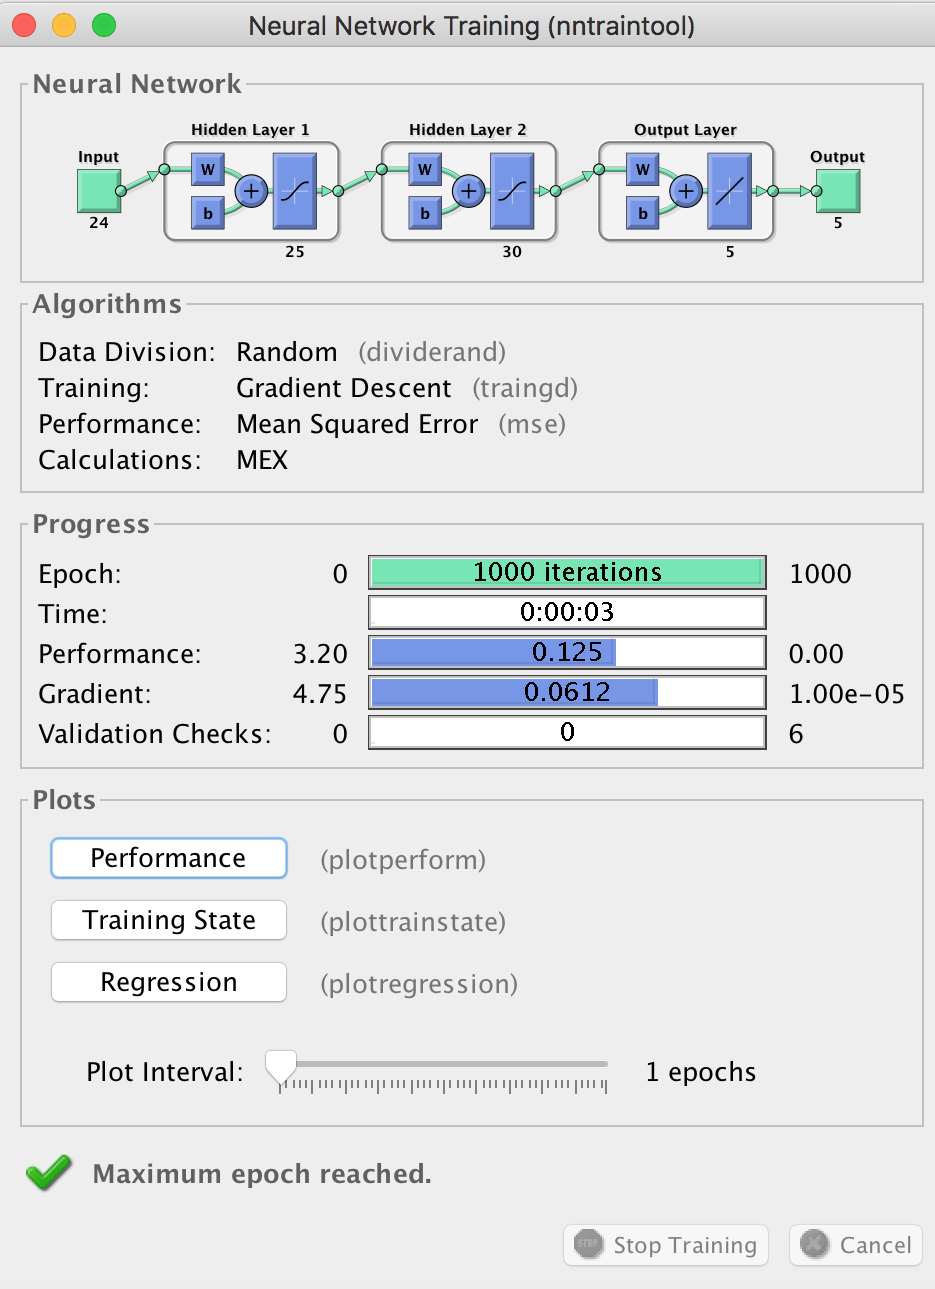 Neural Network Training (nntraintool)
Neural Network
Hidden Layer 1 Hidden Layer 2 Output Layer
Input Output
W W W
+ + +
b b b
24 5
25 30 5
Algorithms
Data Division: Random (dividerand)
Training: Gradient Descent (traingd)
Performance: Mean Squared Error (mse)
Calculations: MEX
Progress
Epoch: 0 1000 iterations 1000
Time: 0:00:03
Performance: 3.20 0.125 0.00
Gradient: 4.75 0.0612 1.00e-05
Validation Checks: 0 0 6
Plots
Performance (plotperform)
Training State (plottrainstate)
Regression (plotregression)
Plot Interval: 1 epochs
Maximum epoch reached.
STOP Stop Training Cancel